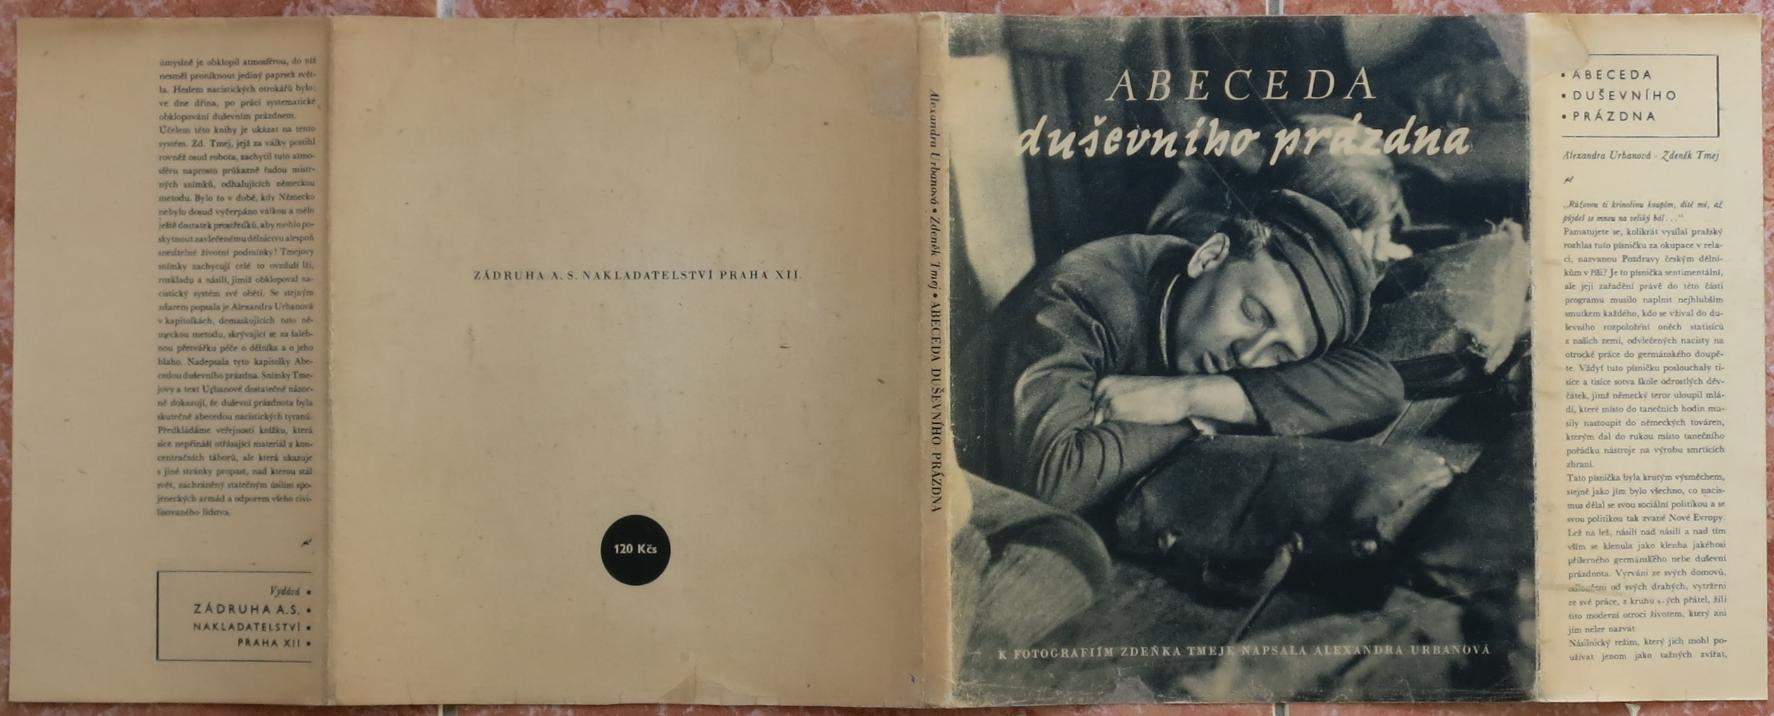 úmyslně je obklopil atmosférou, do níž
nesměl proniknout jediný paprsek svět-
la. Heslem nacistických otrokářů bylo:
ve dne dřina, po práci systematické
obklopování duševním prázdnem.
Účelem této knihy je ukázat na tento
systém. Zd. Tmej, jejž za války postihl
rovněž osud robota, zachytil tuto atmo-
sféru naprosto průkazně řadou mistr-
ných snímků, odhalujících německou
metodu. Bylo to v době, kdy Německo
nebylo dosud vyčerpáno válkou a mělo
ještě dostatek prostředků, aby mohlo po-
skytnout zavlečenému dělnictvu alespoň
snesitelné životní podmínky! Tmejovy
snímky zachycují celé to ovzduší lží,
rozkladu a násilí, jimiž obklopoval na-
cistický systém své oběti. Se stejným
zdarem popsala je Alexandra Urbanová
v kapitolkách, demaskujících tuto ně-
meckou metodu, skrývající se za faleš-
nou přetvářku péče o dělníka a o jeho
blaho. Nadepsala tyto kapitolky Abe-
cedou duševního prázdna. Snímky Tme-
jovy a text Urbanové dostatečně názor-
ně dokazují, že duševní prázdnota byla
skutečně abecedou nacistických tyranů.
Předkládáme veřejnosti knížku, která
sice nepřináší otřásající materiál z kon-
centračních táborů, ale která ukazuje
s jiné stránky propast, nad kterou stál
svět, zachráněný statečným úsilím spo-
jeneckých armád a odporem všeho civi-
lisovaného lidstva.
Vydává •
ZÁDRUHA A.S. •
NAKLADATELSTVÍ •
PRAHA XII •
ZÁDRUHA A. S. NAKLADATELSTVÍ PRAHA XII.
120 Kčs
Alexandra Urbanová • Zdeněk Tmej • ABECEDA DUŠEVNÍHO PRÁZDNA
ABECEDA
duševního prázdna
K FOTOGRAFIÍM ZDEŇKA TMEJE NAPSALA ALEXANDRA URBANOVÁ
• ABECEDA
• DUŠEVNÍHO
• PRÁZDNA
Alexandra Urbanová - Zdeněk Tmej
„Růžovou ti krinolinu koupím, dítě mé, až
půjdeš se mnou na veliký bál...“
Pamatujete se, kolikrát vysílal pražský
rozhlas tuto písničku za okupace v rela-
ci, nazvanou Pozdravy českým dělní-
kům v říši? Je to písnička sentimentální,
ale její zařadění právě do této části
programu musilo naplnit nejhlubším
smutkem každého, kdo se vžíval do du-
ševního rozpoložení oněch statisíců
z našich zemí, odvlečených nacisty na
otrocké práce do germánského doupě-
te. Vždyť tuto písničku poslouchaly ti-
síce a tisíce sotva škole odrostlých děv-
čátek, jimž německý teror uloupil mlá-
dí, které místo do tanečních hodin mu-
sily nastoupit do německých továren,
kterým dal do rukou místo tanečního
pořádku nástroje na výrobu smrtících
zbraní.
Tato písnička byla krutým výsměchem,
stejně jako jím bylo všechno, co nacis-
mus dělal se svou sociální politikou a se
svou politikou tak zvané Nové Evropy.
Lež na lež, násilí nad násilí a nad tím
vším se klenula jako klenba jakéhosi
příšerného germánského nebe duševní
prázdnota. Vyrváni ze svých domovů,
odloučeni od svých drahých, vytrženi
ze své práce, z kruhu svých přátel, žili
tito moderní otroci životem, který ani
jím nelze nazvat.
Násilnický režim, který jich mohl po-
užívat jenom jako tažných zvířat,